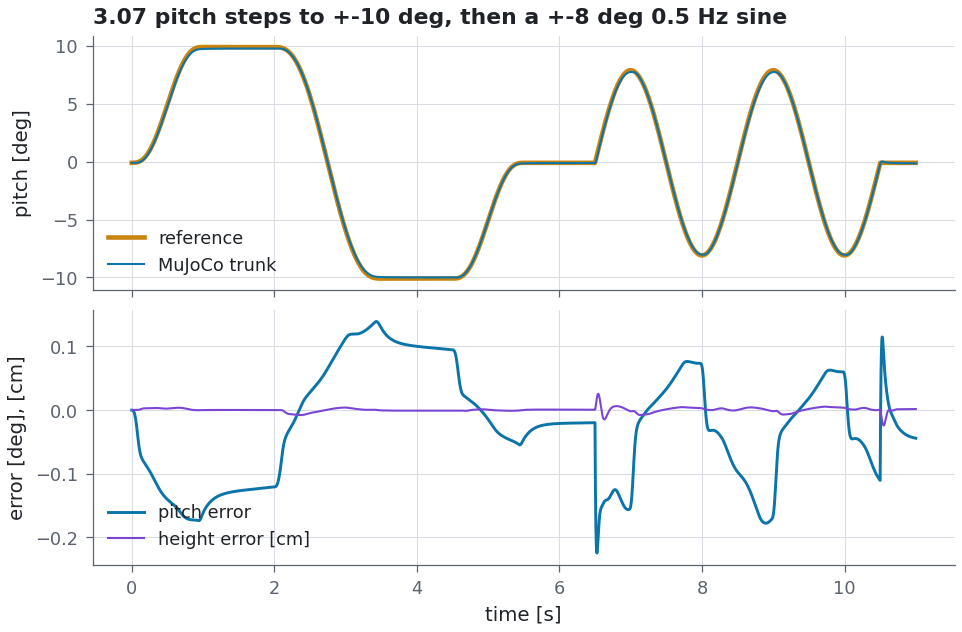 3.07 pitch steps to +-10 deg, then a +-8 deg 0.5 Hz sine
10
5
0
−5
−10
pitch [deg]
reference
MuJoCo trunk
0.1
0.0
−0.1
−0.2
error [deg], [cm]
pitch error
height error [cm]
0 2 4 6 8 10
time [s]